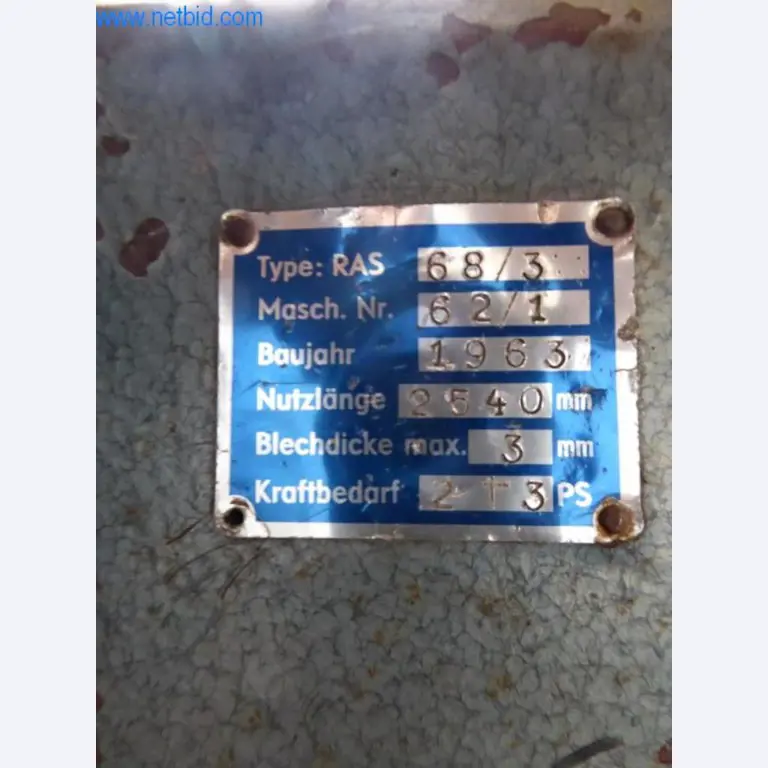 www.netbid.com
Type: RAS 68/3
Masch. Nr. 62/1
Baujahr 1963
Nutzlänge 2540 mm
Blechdicke max. 3 mm
Kraftbedarf 2+3 PS